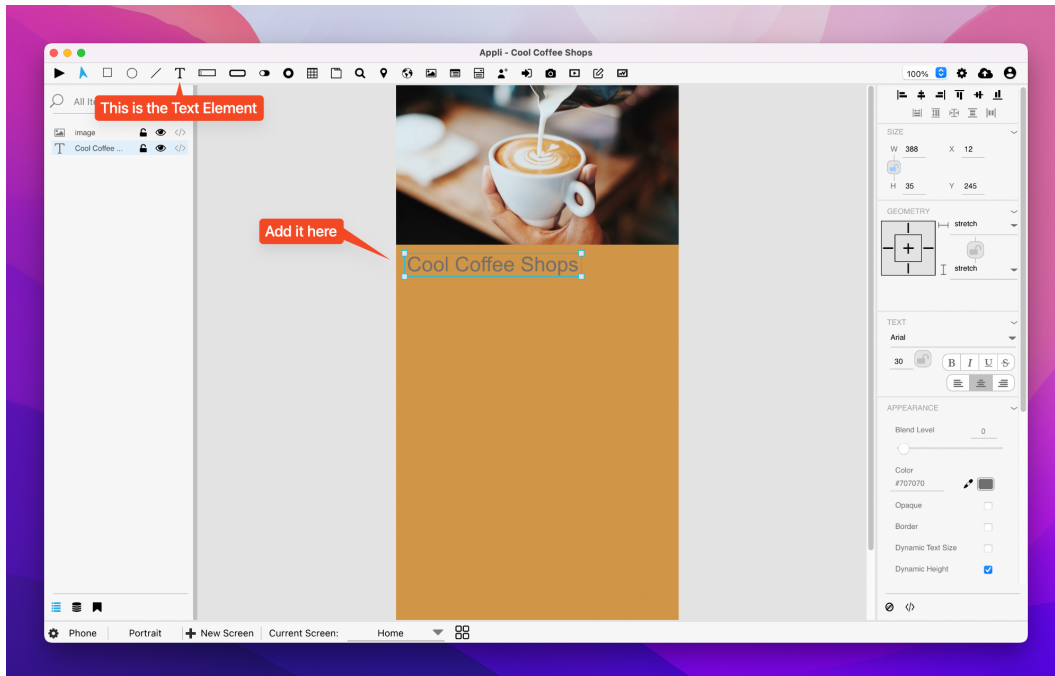 Appli - Cool Coffee Shops
T
100%
This is the Text Element
image
T Cool Coffee ...
Add it here
Cool Coffee Shops
SIZE
W 388 X 12
H 35 Y 245
GEOMETRY
stretch
stretch
TEXT
Arial
30 B I U S
APPEARANCE
Blend Level 0
Color
#707070
Opaque
Border
Dynamic Text Size
Dynamic Height
Phone Portrait New Screen Current Screen: Home